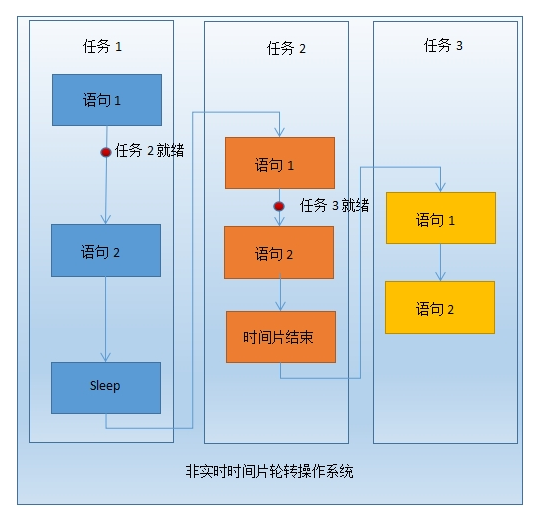 任务 1
语句 1
任务 2 就绪
语句 2
Sleep
任务 2
语句 1
任务 3 就绪
语句 2
时间片结束
任务 3
语句 1
语句 2
非实时时间片轮转操作系统